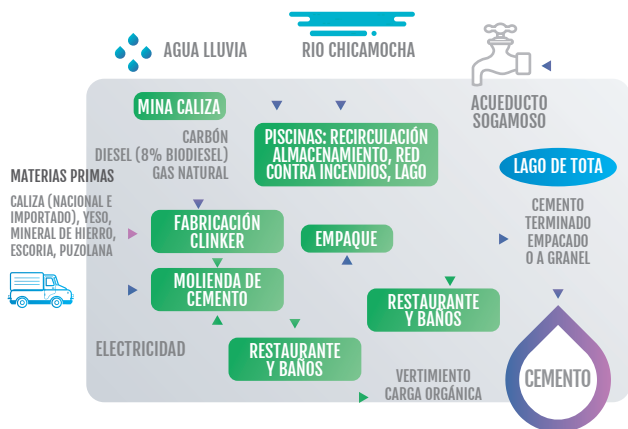 AGUA LLUVIA
RIO CHICAMOCHA
MINA CALIZA
ACUEDUCTO
SOGAMOSO
CARBÓN
DIESEL (8% BIODIESEL)
GAS NATURAL
PISCINAS: RECIRCULACIÓN
ALMACENAMIENTO, RED
CONTRA INCENDIOS, LAGO
LAGO DE TOTA
MATERIAS PRIMAS
CALIZA (NACIONAL E
IMPORTADO), YESO,
MINERAL DE HIERRO,
ESCORIA, PUZOLANA
FABRICACIÓN
CLINKER
EMPAQUE
CEMENTO
TERMINADO
EMPACADO
O A GRANEL
MOLIENDA DE
CEMENTO
RESTAURANTE
Y BAÑOS
ELECTRICIDAD
RESTAURANTE
Y BAÑOS
VERTIMIENTO
CARGA ORGÁNICA
CEMENTO